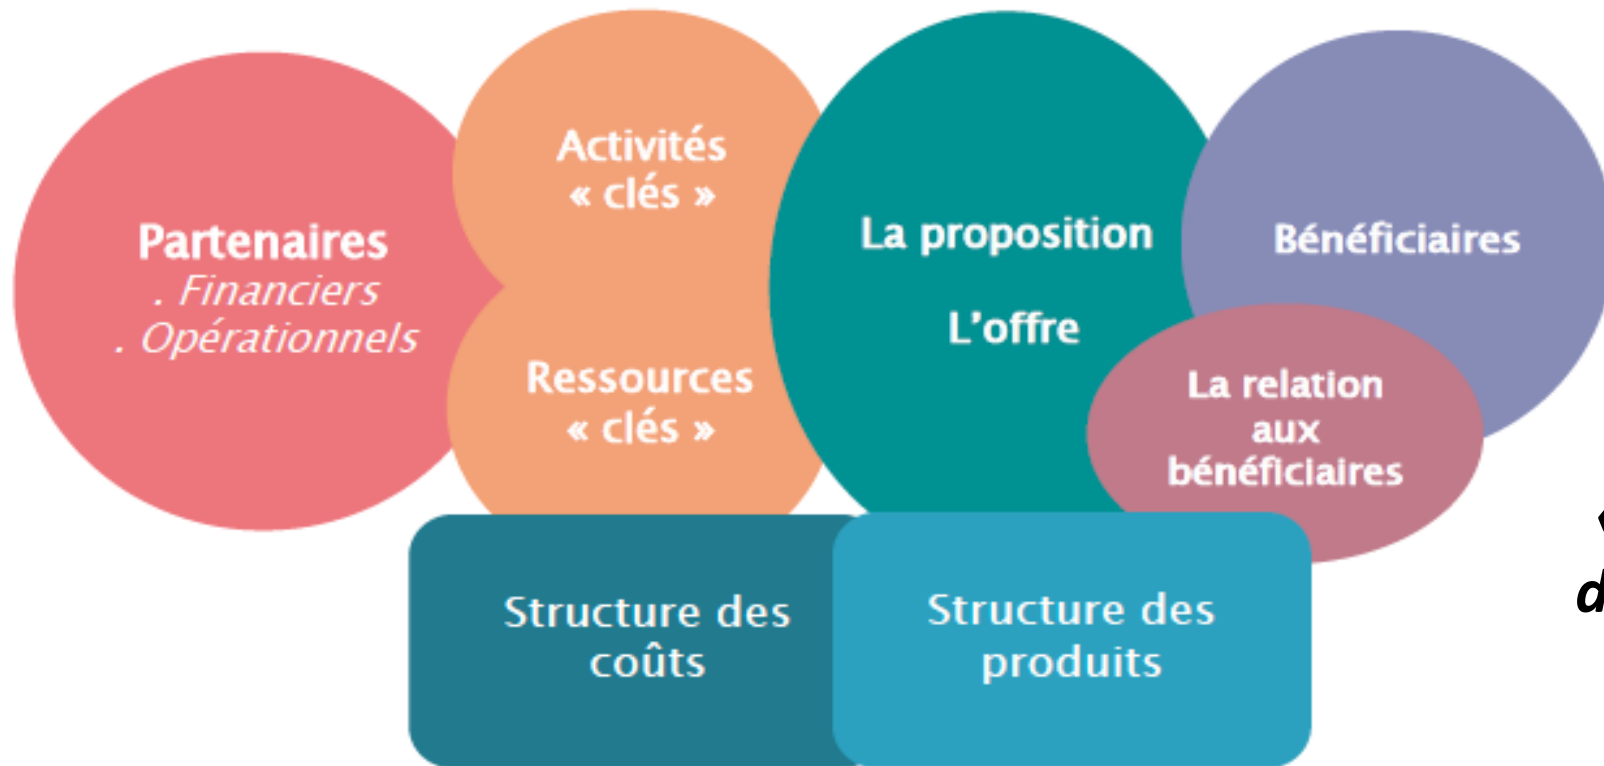 Partenaires
. Financiers
. Opérationnels
Activités
« clés »
Ressources
« clés »
La proposition
L’offre
Bénéficiaires
La relation
aux
bénéficiaires
Structure des
coûts
Structure des
produits